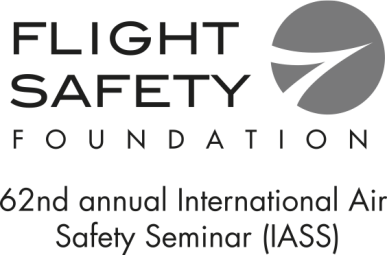 FLIGHT
SAFETY
FOUNDATION
62nd annual International Air
Safety Seminar (IASS)